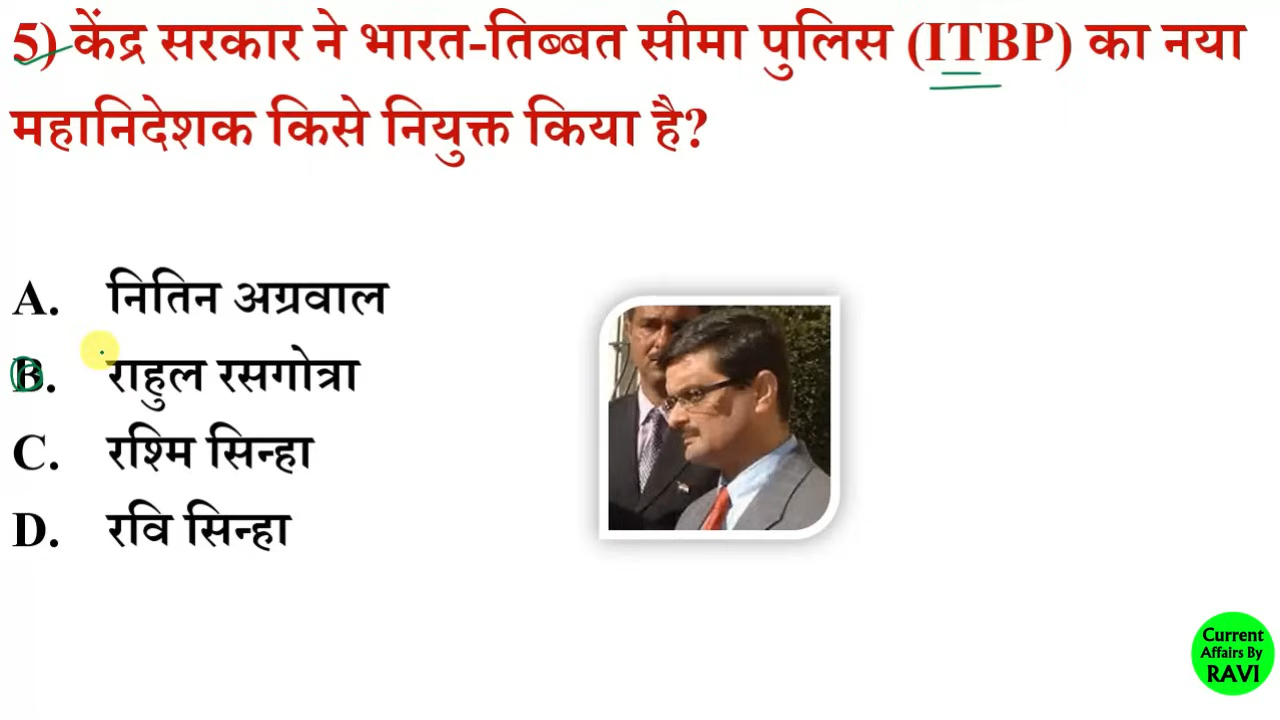 5) केंद्र सरकार ने भारत-तिब्बत सीमा पुलिस (ITBP) का नया
महानिदेशक किसे नियुक्त किया है?
A. नितिन अग्रवाल
B. राहुल रसगोत्रा
C. रश्मि सिन्हा
D. रवि सिन्हा
Current
Affairs By
RAVI